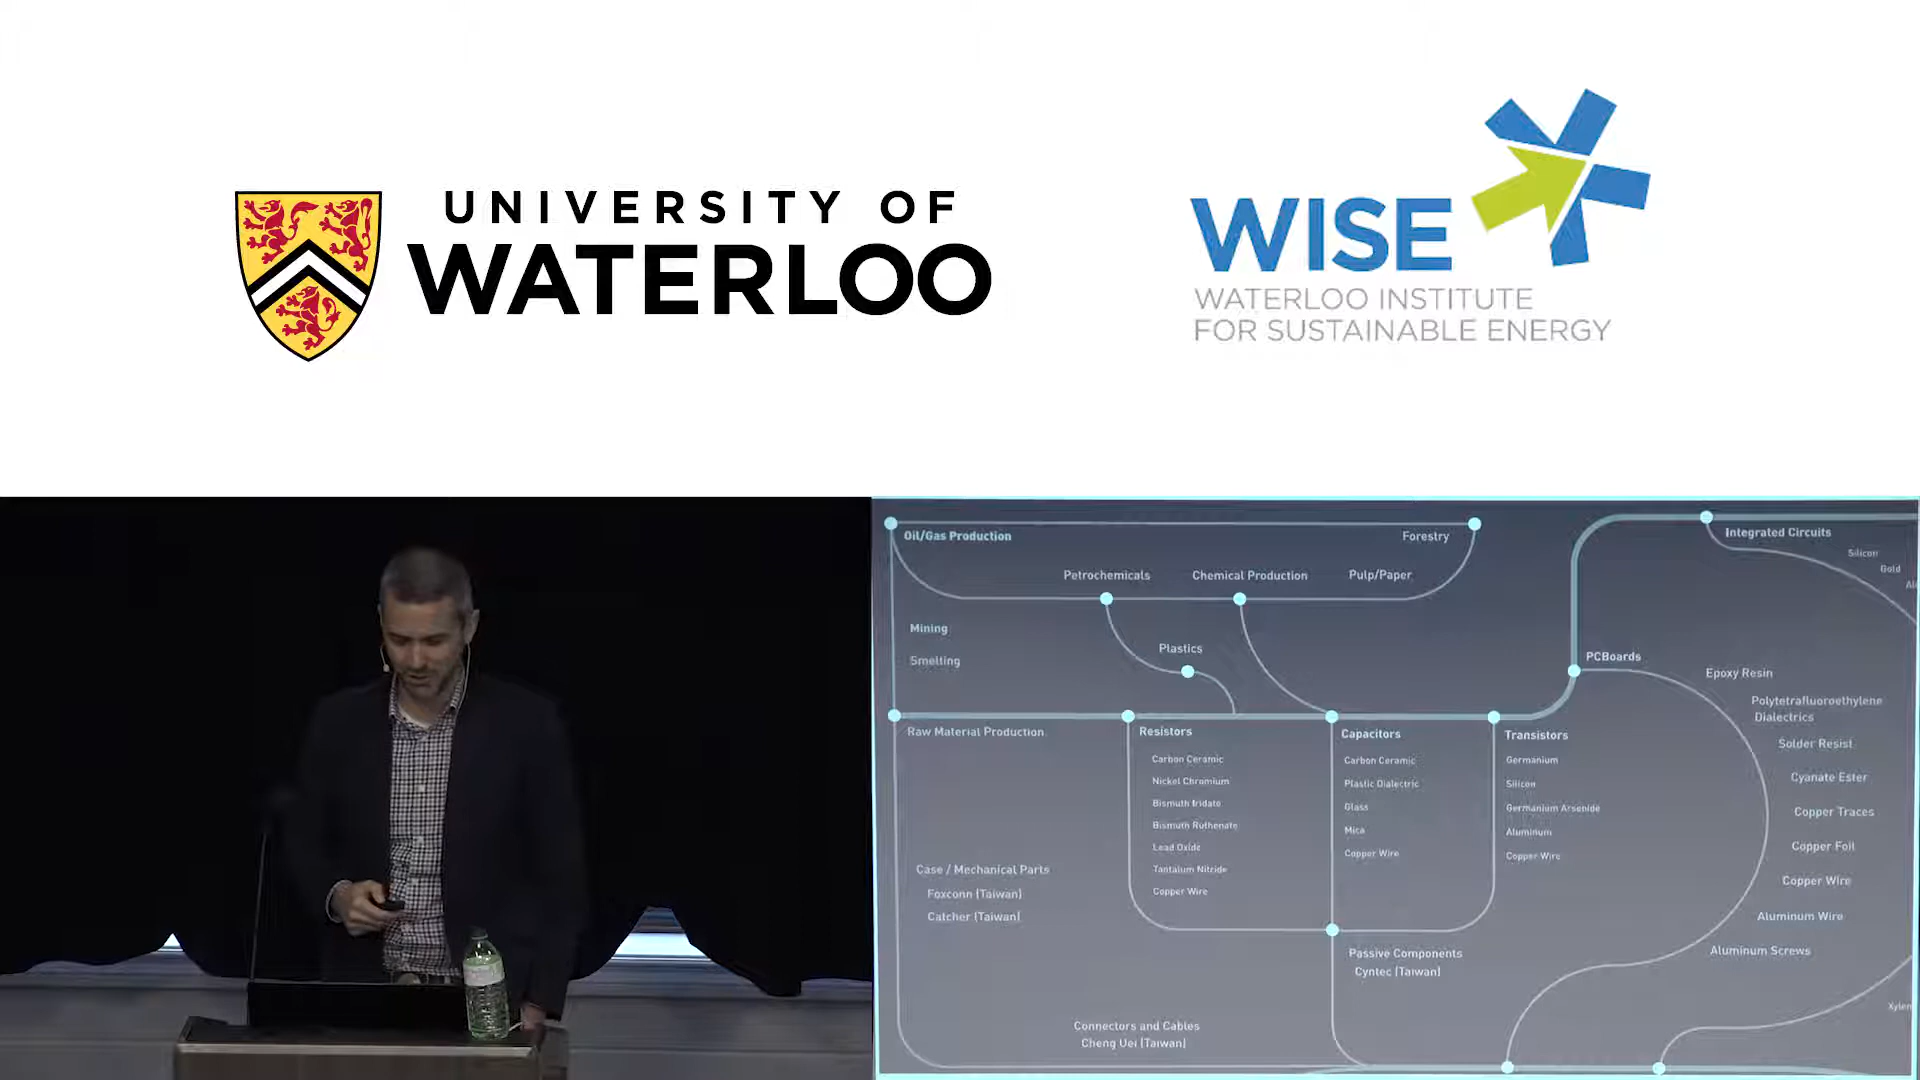 UNIVERSITY OF
WATERLOO
WISE
WATERLOO INSTITUTE
FOR SUSTAINABLE ENERGY
Oil/Gas Production
Forestry
Petrochemicals
Chemical Production
Pulp/Paper
Mining
Smelting
Plastics
Raw Material Production
Resistors
Carbon Ceramic
Nickel Chromium
Bismuth Iridate
Bismuth Ruthenate
Lead Oxide
Tantalum Nitride
Copper Wire
Capacitors
Carbon Ceramic
Plastic Dialectric
Glass
Mica
Copper Wire
Transistors
Germanium
Silicon
Germanium Arsenide
Aluminum
Copper Wire
Case / Mechanical Parts
Foxconn (Taiwan)
Catcher (Taiwan)
Passive Components
Cyntec (Taiwan)
Connectors and Cables
Cheng Uei (Taiwan)
Integrated Circuits
Silicon
Gold
PCBoards
Epoxy Resin
Polytetrafluoroethylene
Dialectrics
Solder Resist
Cyanate Ester
Copper Traces
Copper Foil
Copper Wire
Aluminum Wire
Aluminum Screws